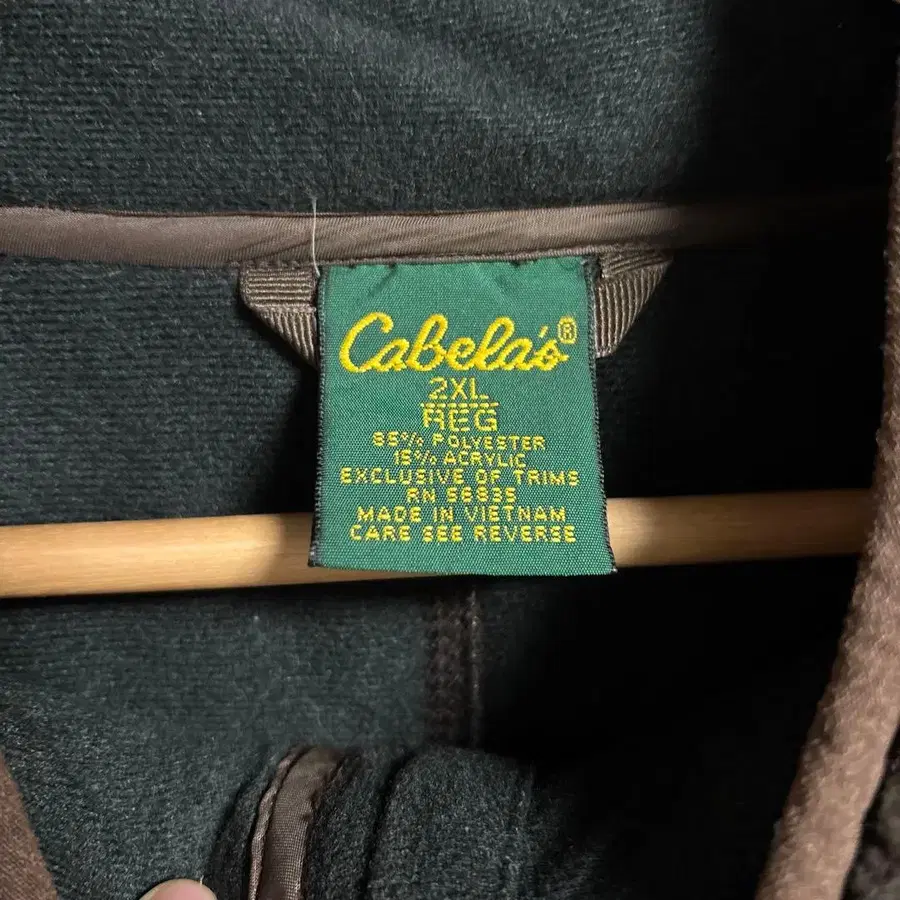 Cabela's®
2XL
REG
85% POLYESTER
15% ACRYLIC
EXCLUSIVE OF TRIMS
RN 56835
MADE IN VIETNAM
CARE SEE REVERSE